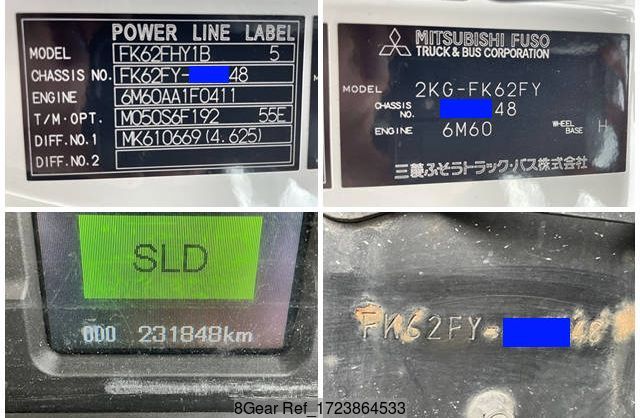 POWER LINE LABEL
MODEL FK62FHY1B 5
CHASSIS NO. FK62FY- 48
ENGINE 6M60AA1F0411
T/M·OPT. M050S6F192 55E
DIFF.NO.1 MK610669(4.625)
DIFF.NO.2
MITSUBISHI FUSO
TRUCK & BUS CORPORATION
MODEL 2KG-FK62FY
CHASSIS NO. 48
ENGINE 6M60 WHEEL BASE H
三菱ふそうトラック・バス株式会社
SLD
ODO 231848km
FK62FY- 48
8Gear Ref_1723864533